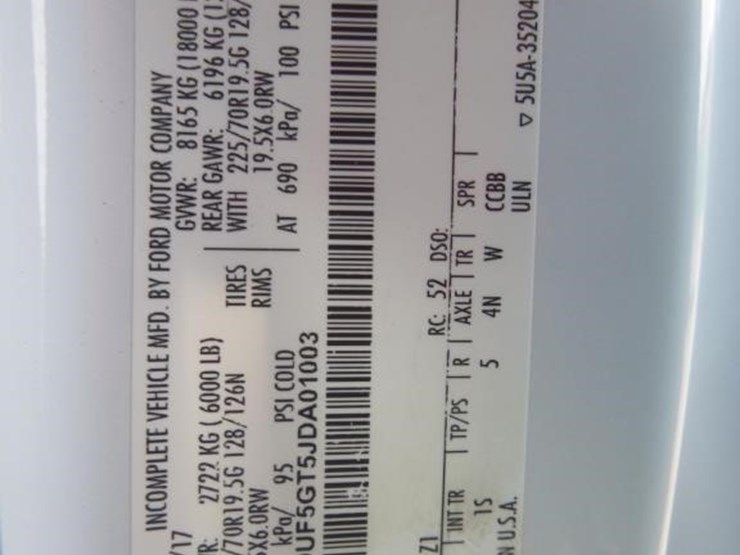 INCOMPLETE VEHICLE MFD. BY FORD MOTOR COMPANY
/17 GVWR: 8165 KG (18000
R: 2722 KG ( 6000 LB) REAR GAWR: 6196 KG (1
/70R19.5G 128/126N TIRES WITH 225/70R19.5G 128/
5X6.0RW RIMS 19.5X6.0RW
kPa/ 95 PSI COLD AT 690 kPa/ 100 PSI
UF5GT5JDA01003
Z1 RC: 52 DSO:
INT TR TP/PS R AXLE TR SPR
1S 5 4N W CCBB
N U.S.A. ULN
▽ 5U5A-35204